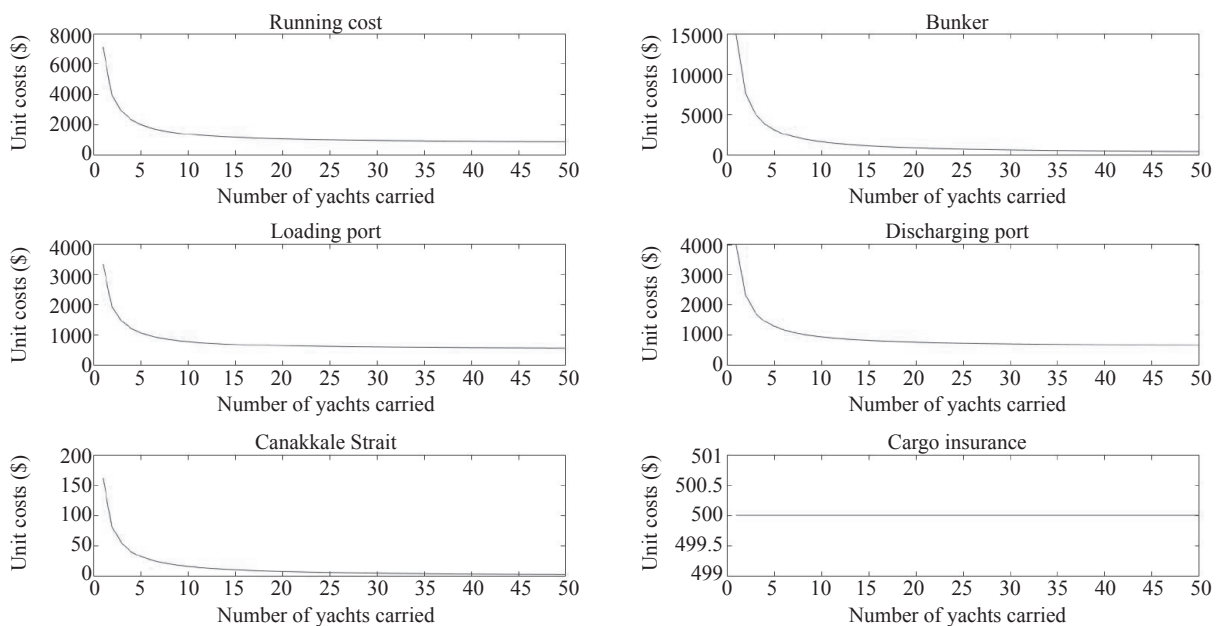 Running cost
Unit costs ($)
8000
6000
4000
2000
0
0 5 10 15 20 25 30 35 40 45 50
Number of yachts carried
Bunker
Unit costs ($)
15000
10000
5000
0
0 5 10 15 20 25 30 35 40 45 50
Number of yachts carried
Loading port
Unit costs ($)
4000
3000
2000
1000
0
0 5 10 15 20 25 30 35 40 45 50
Number of yachts carried
Discharging port
Unit costs ($)
4000
3000
2000
1000
0
0 5 10 15 20 25 30 35 40 45 50
Number of yachts carried
Canakkale Strait
Unit costs ($)
200
150
100
50
0
0 5 10 15 20 25 30 35 40 45 50
Number of yachts carried
Cargo insurance
Unit costs ($)
501
500.5
500
499.5
499
0 5 10 15 20 25 30 35 40 45 50
Number of yachts carried